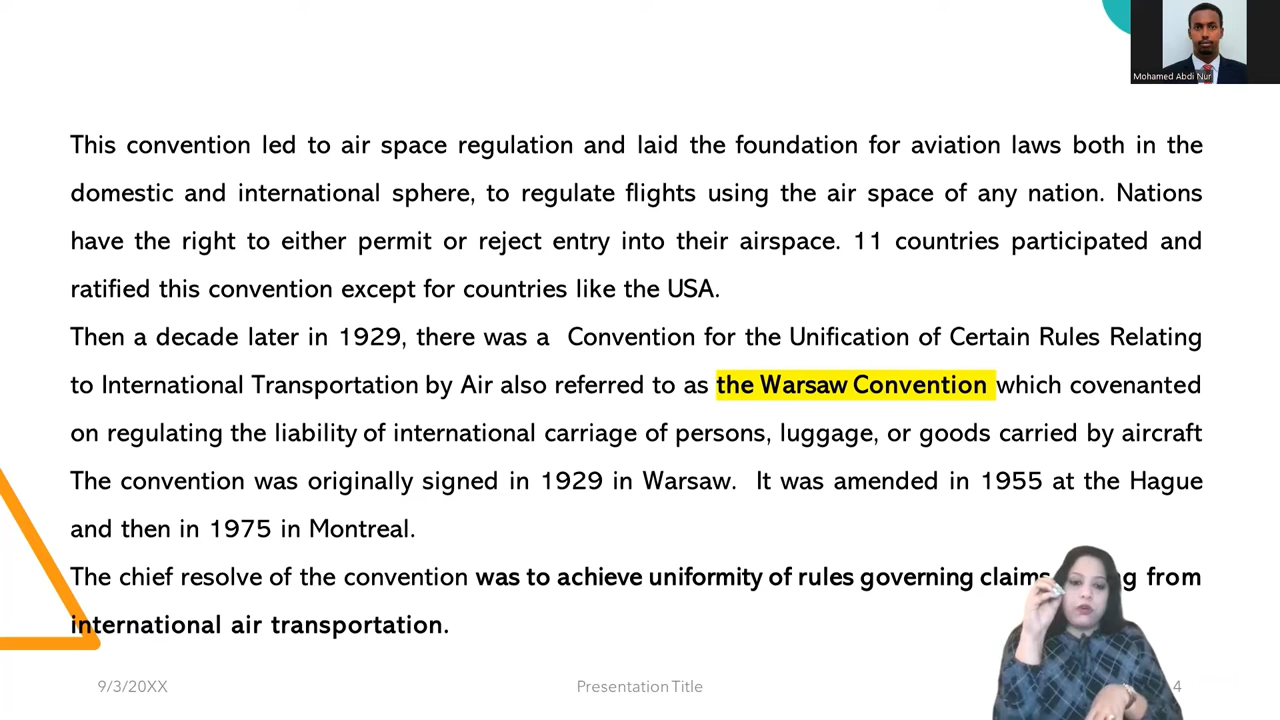 Mohamed Abdi Nur
This convention led to air space regulation and laid the foundation for aviation laws both in the
domestic and international sphere, to regulate flights using the air space of any nation. Nations
have the right to either permit or reject entry into their airspace. 11 countries participated and
ratified this convention except for countries like the USA.
Then a decade later in 1929, there was a Convention for the Unification of Certain Rules Relating
to International Transportation by Air also referred to as the Warsaw Convention which covenanted
on regulating the liability of international carriage of persons, luggage, or goods carried by aircraft
The convention was originally signed in 1929 in Warsaw. It was amended in 1955 at the Hague
and then in 1975 in Montreal.
The chief resolve of the convention was to achieve uniformity of rules governing claims from
international air transportation.
9/3/20XX
Presentation Title
4